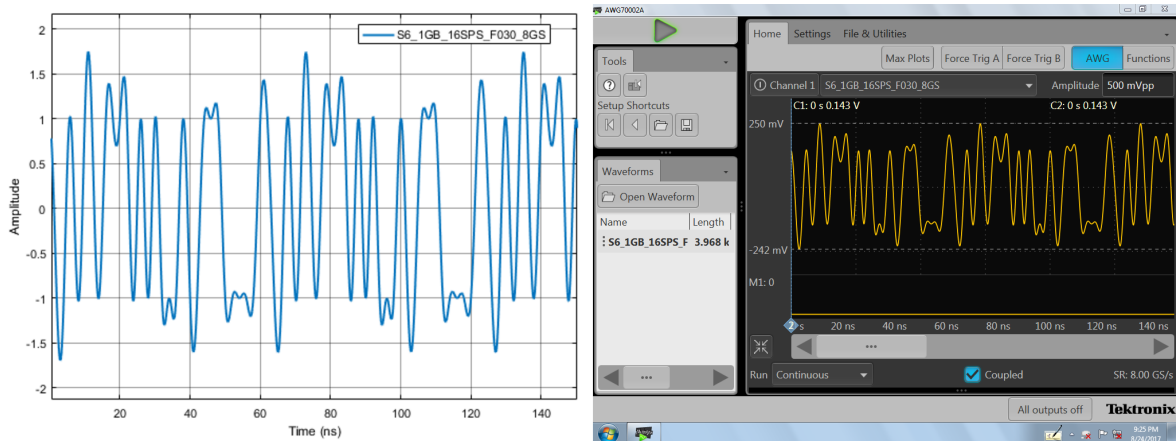 2
1.5
1
0.5
0
-0.5
-1
-1.5
-2
Amplitude
S6_1GB_16SPS_F030_8GS
20 40 60 80 100 120 140
Time (ns)
AWG70002A
Home Settings File & Utilities
Max Plots Force Trig A Force Trig B AWG Functions
Tools
Setup Shortcuts
Waveforms
Open Waveform
Name Length
S6_1GB_16SPS_F 3.968 k
Channel 1 S6_1GB_16SPS_F030_8GS Amplitude 500 mVpp
C1: 0 s 0.143 V C2: 0 s 0.143 V
250 mV
-242 mV
M1: 0
2 s 20 ns 40 ns 60 ns 80 ns 100 ns 120 ns 140 ns
Run Continuous Coupled SR: 8.00 GS/s
All outputs off Tektronix
9:25 PM
8/24/2017